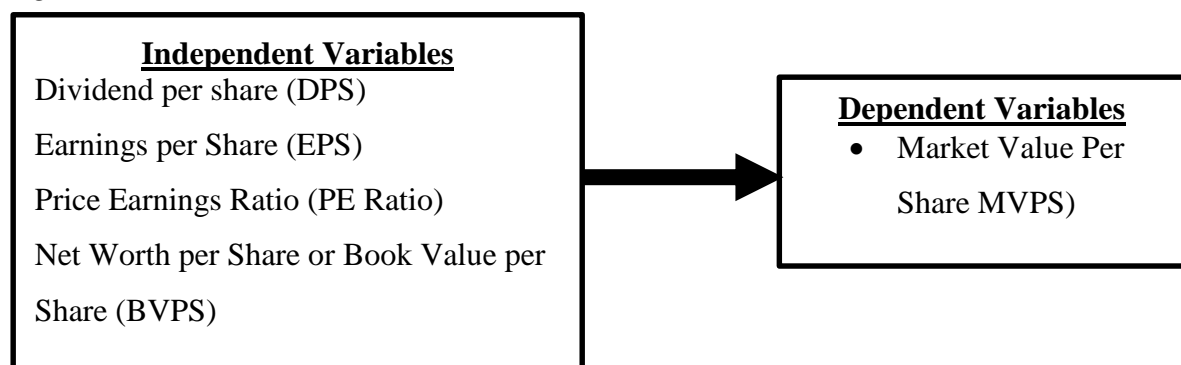 Independent Variables
Dividend per share (DPS)
Earnings per Share (EPS)
Price Earnings Ratio (PE Ratio)
Net Worth per Share or Book Value per
Share (BVPS)
Dependent Variables
• Market Value Per
Share MVPS)